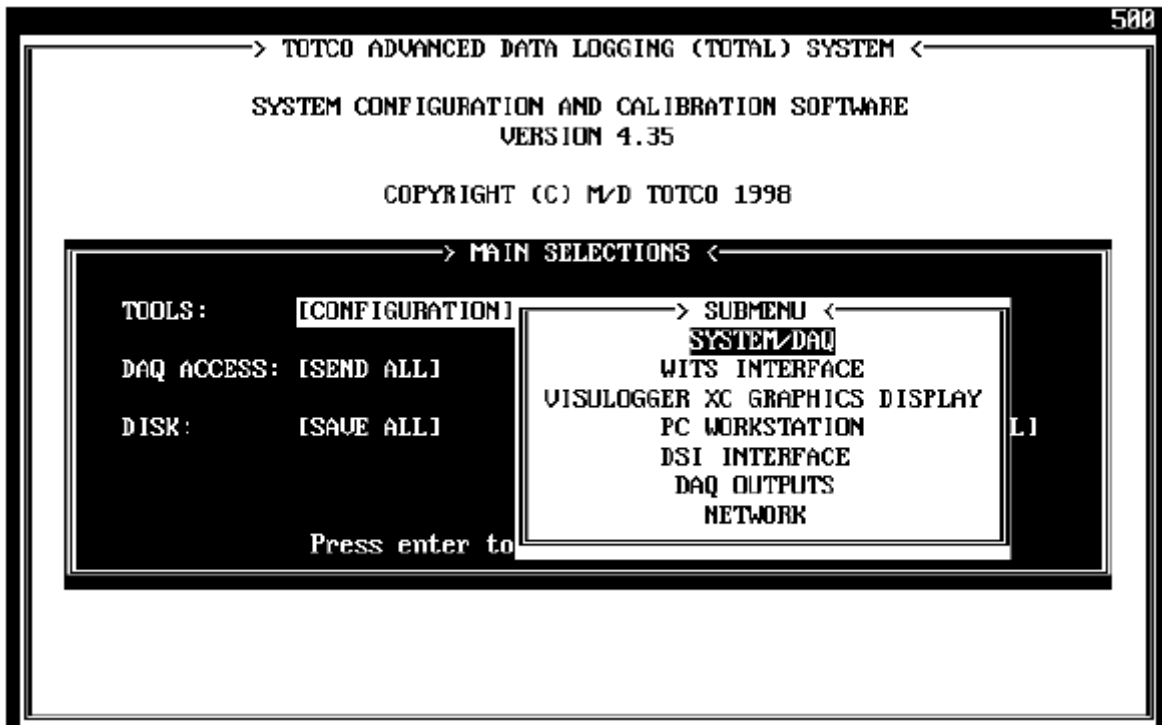 500
> TOTCO ADVANCED DATA LOGGING (TOTAL) SYSTEM <
SYSTEM CONFIGURATION AND CALIBRATION SOFTWARE
VERSION 4.35
COPYRIGHT (C) M/D TOTCO 1998
> MAIN SELECTIONS <
TOOLS: [CONFIGURATION]
> SUBMENU <
SYSTEM/DAQ
DAQ ACCESS: [SEND ALL]
WITS INTERFACE
VISULOGGER XC GRAPHICS DISPLAY
DISK: [SAVE ALL]
PC WORKSTATION
L]
DSI INTERFACE
DAQ OUTPUTS
NETWORK
Press enter to